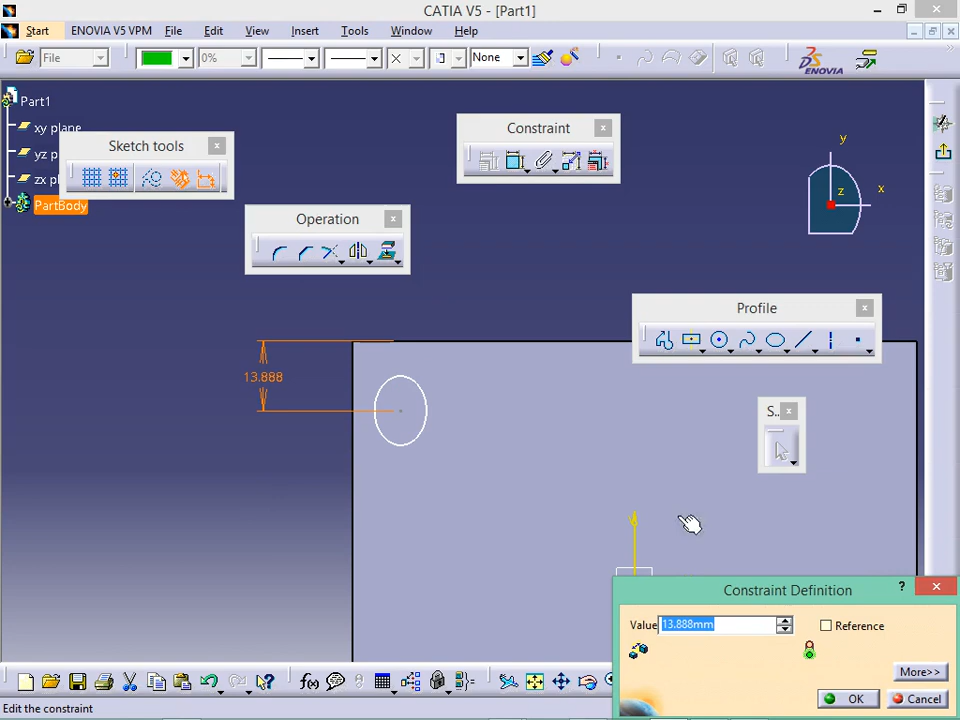 CATIA V5 - [Part1]
Start ENOVIA V5 VPM File Edit View Insert Tools Window Help
File 0% None
ENOVIA
Part1
xy plane
yz p
zx pl
PartBody
Sketch tools
Constraint
Operation
Profile
S..
y
x
z
13.888
Constraint Definition
?
Value 13.888mm Reference
More>>
OK Cancel
f(x)
Edit the constraint